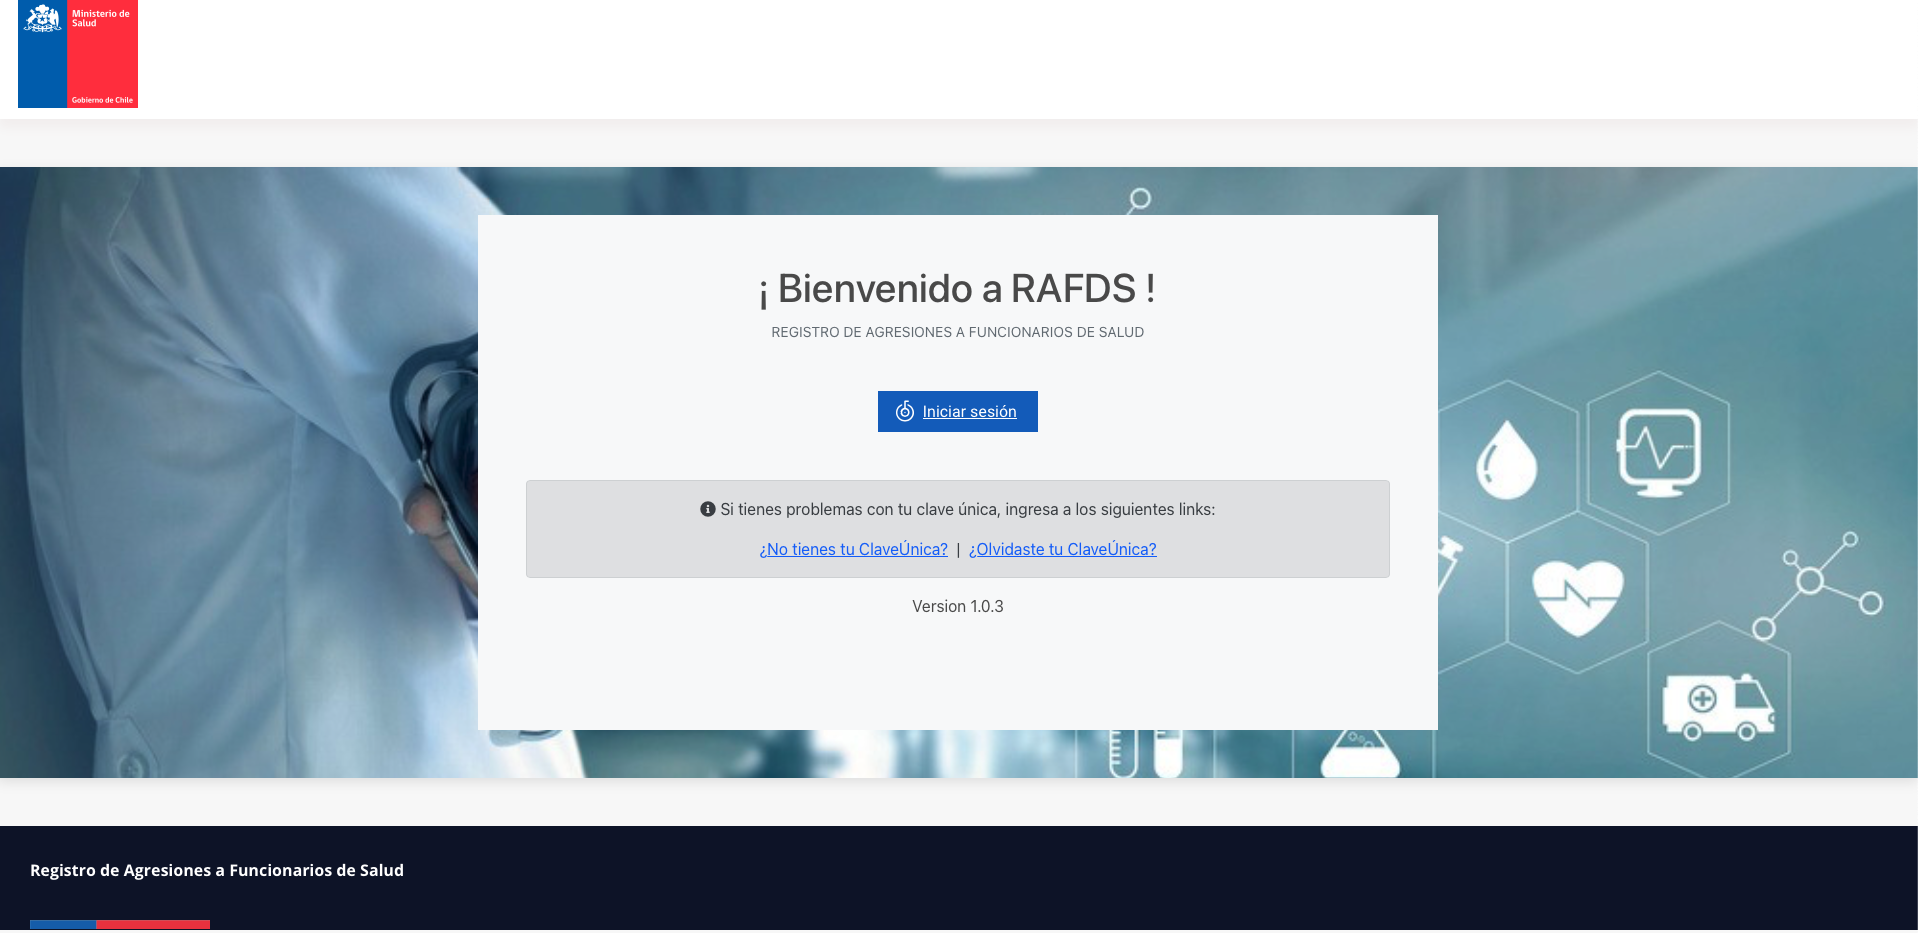 Ministerio de
Salud
Gobierno de Chile
¡ Bienvenido a RAFDS !
REGISTRO DE AGRESIONES A FUNCIONARIOS DE SALUD
Iniciar sesión
Si tienes problemas con tu clave única, ingresa a los siguientes links:
¿No tienes tu ClaveÚnica? | ¿Olvidaste tu ClaveÚnica?
Version 1.0.3
Registro de Agresiones a Funcionarios de Salud